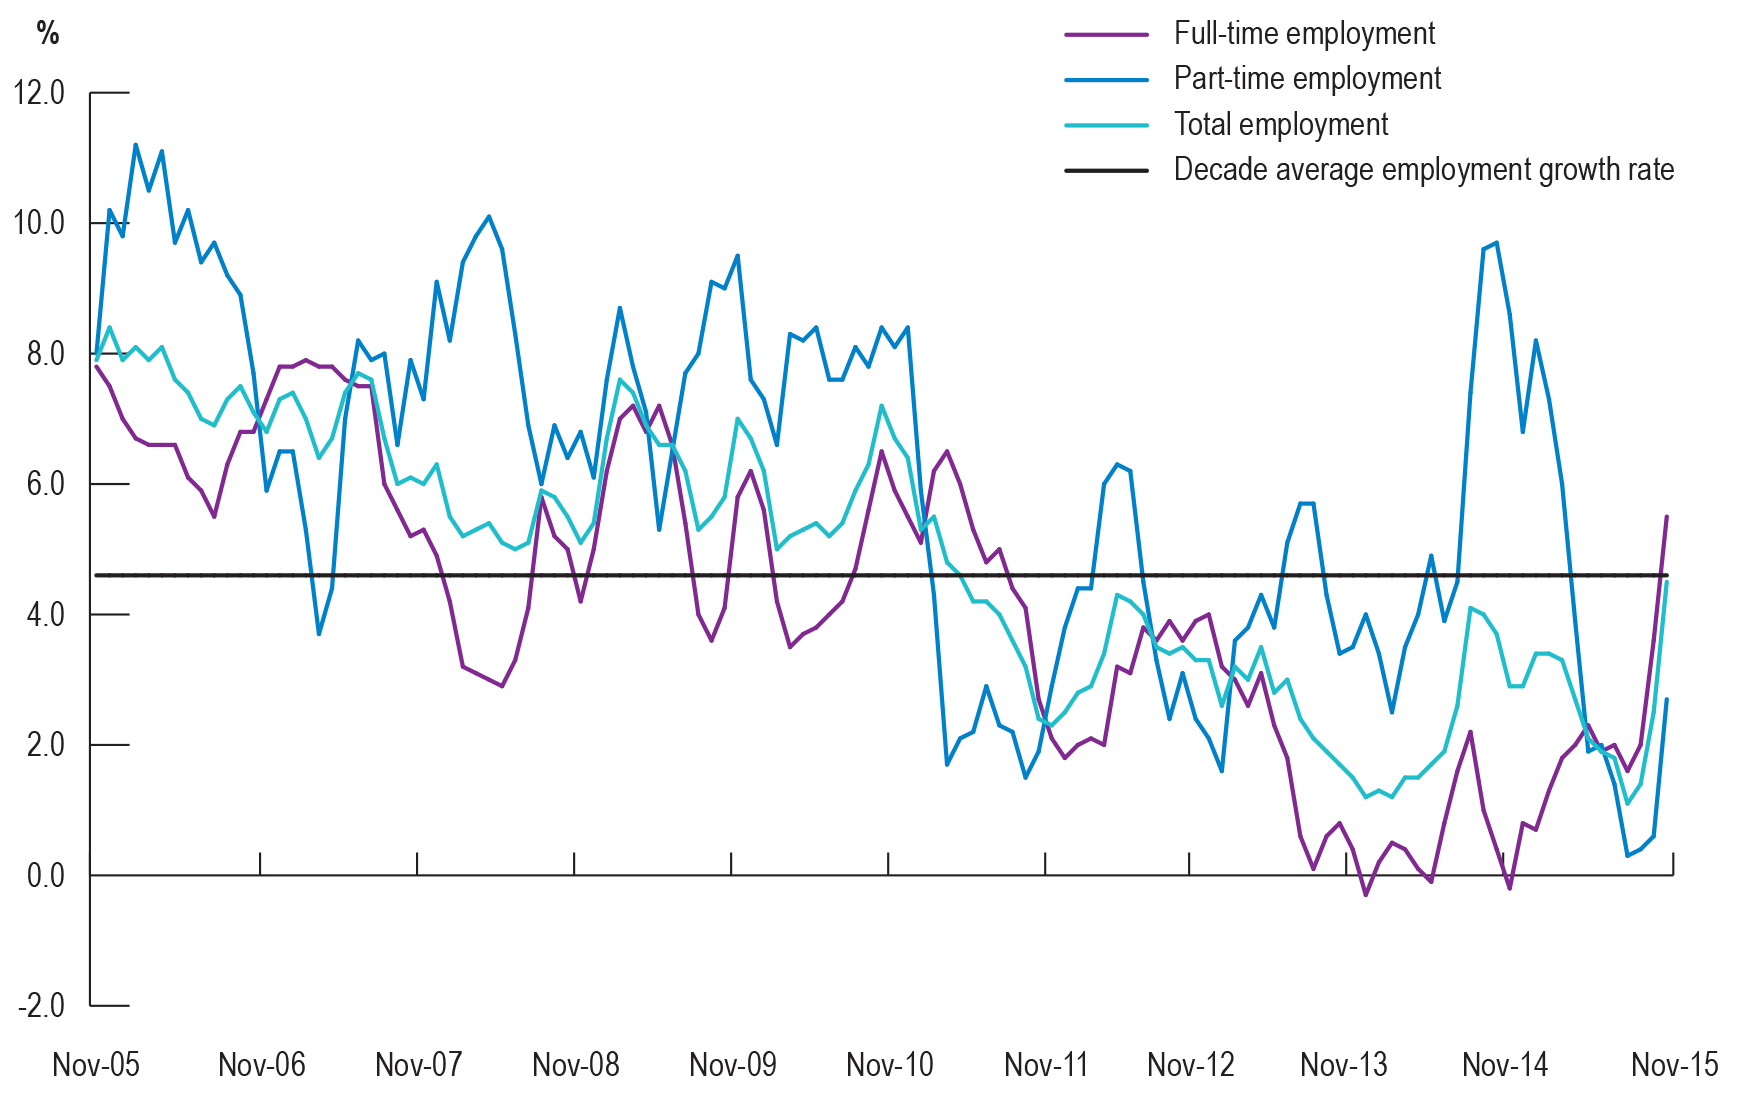 %
Full-time employment
Part-time employment
Total employment
Decade average employment growth rate
12.0
10.0
8.0
6.0
4.0
2.0
0.0
-2.0
Nov-05 Nov-06 Nov-07 Nov-08 Nov-09 Nov-10 Nov-11 Nov-12 Nov-13 Nov-14 Nov-15